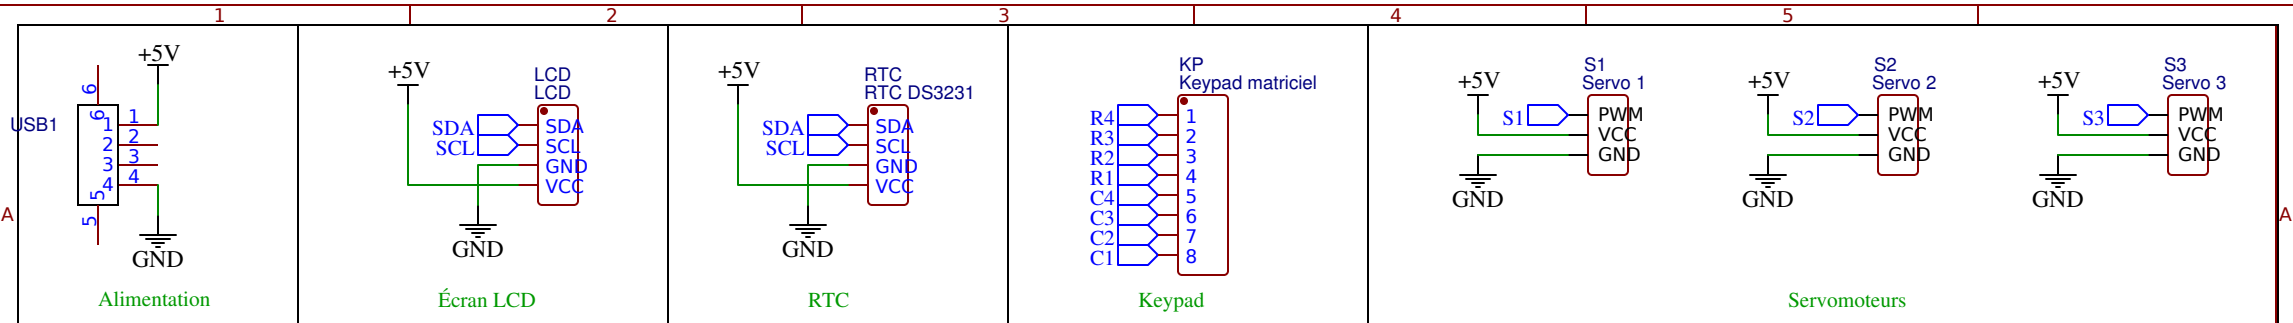 1 2 3 4 5
A A
+5V
USB1
6
6
1 1
2 2
3 3
4 4
5
5
GND
Alimentation
+5V
LCD
LCD
SDA SDA
SCL SCL
GND
VCC
GND
Écran LCD
+5V
RTC
RTC DS3231
SDA SDA
SCL SCL
GND
VCC
GND
RTC
KP
Keypad matriciel
R4 1
R3 2
R2 3
R1 4
C4 5
C3 6
C2 7
C1 8
Keypad
S1
Servo 1
+5V
S1 PWM
VCC
GND
GND
S2
Servo 2
+5V
S2 PWM
VCC
GND
GND
S3
Servo 3
+5V
S3 PWM
VCC
GND
GND
Servomoteurs